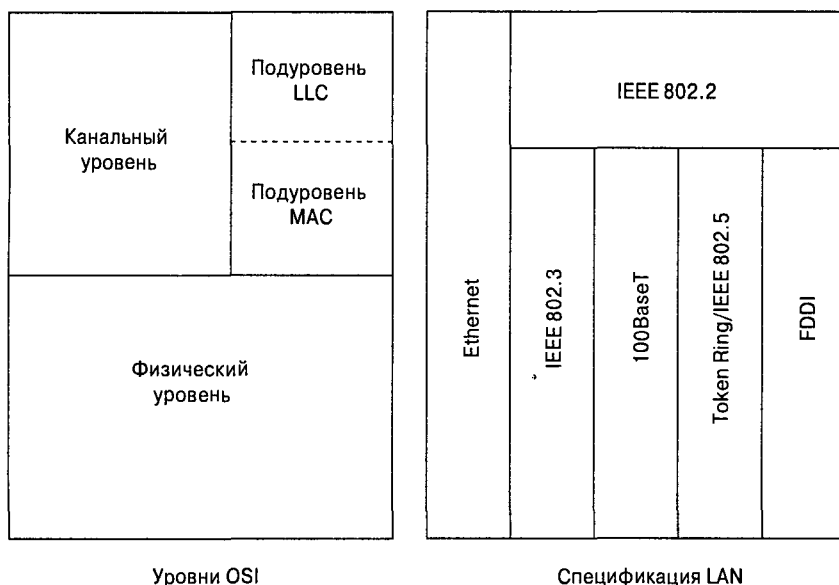 Канальный
уровень
Подуровень
LLC
Подуровень
MAC
Физический
уровень
Уровни OSI
IEEE 802.2
Ethernet
IEEE 802.3
100BaseT
Token Ring/IEEE 802.5
FDDI
Спецификация LAN